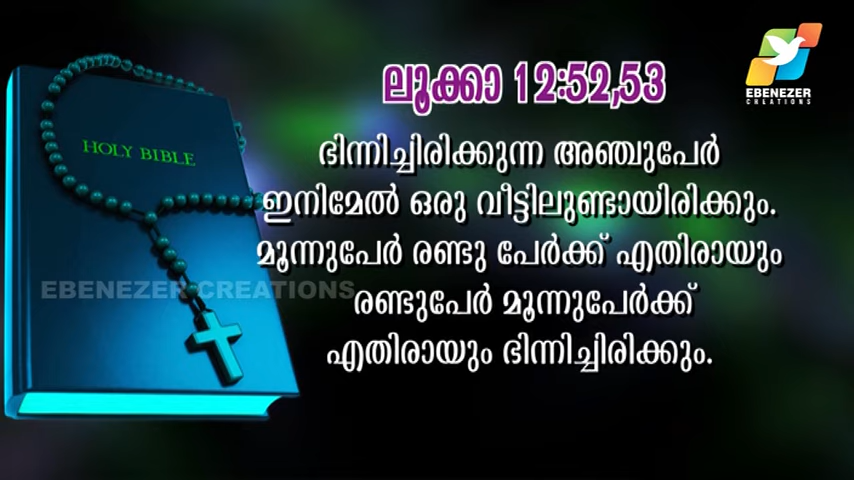 ലൂക്കാ 12:52,53
EBENEZER
CREATIONS
HOLY BIBLE
ഭിന്നിച്ചിരിക്കുന്ന അഞ്ചുപേർ
ഇനിമേൽ ഒരു വീട്ടിലുണ്ടായിരിക്കും.
മൂന്നുപേർ രണ്ടു പേർക്ക് എതിരായും
EBENEZER CREATIONS
രണ്ടുപേർ മൂന്നുപേർക്ക്
എതിരായും ഭിന്നിച്ചിരിക്കും.